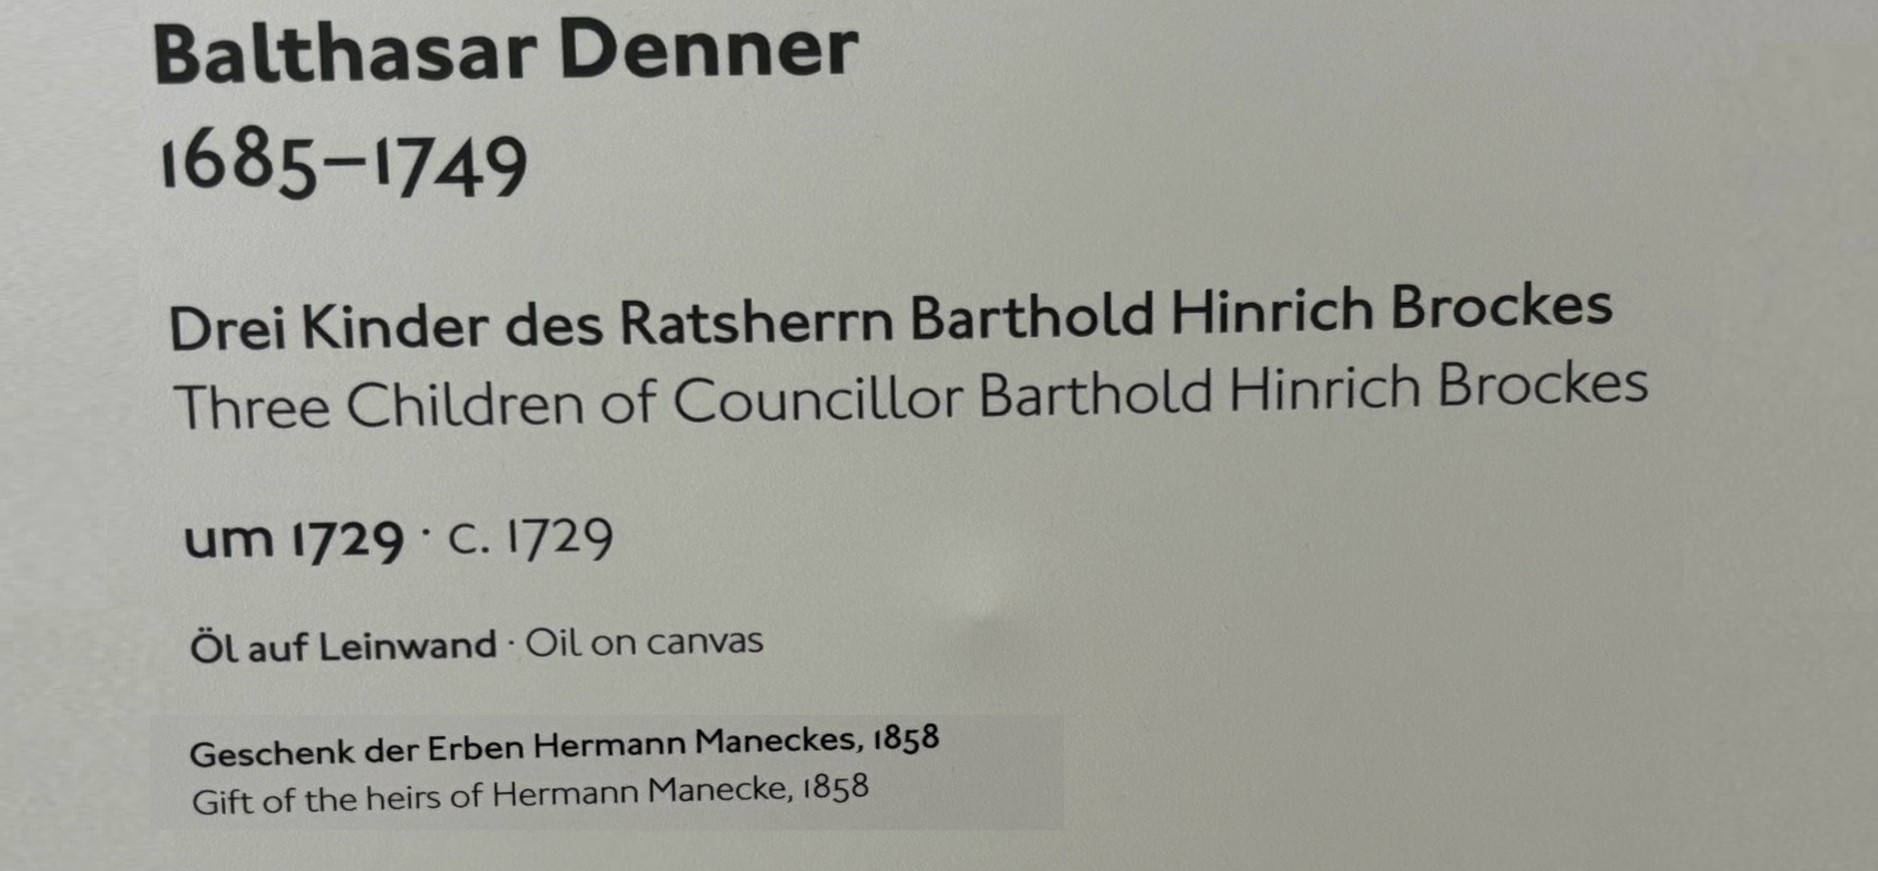 Balthasar Denner
1685–1749
Drei Kinder des Ratsherrn Barthold Hinrich Brockes
Three Children of Councillor Barthold Hinrich Brockes
um 1729 · c. 1729
Öl auf Leinwand · Oil on canvas
Geschenk der Erben Hermann Maneckes, 1858
Gift of the heirs of Hermann Manecke, 1858